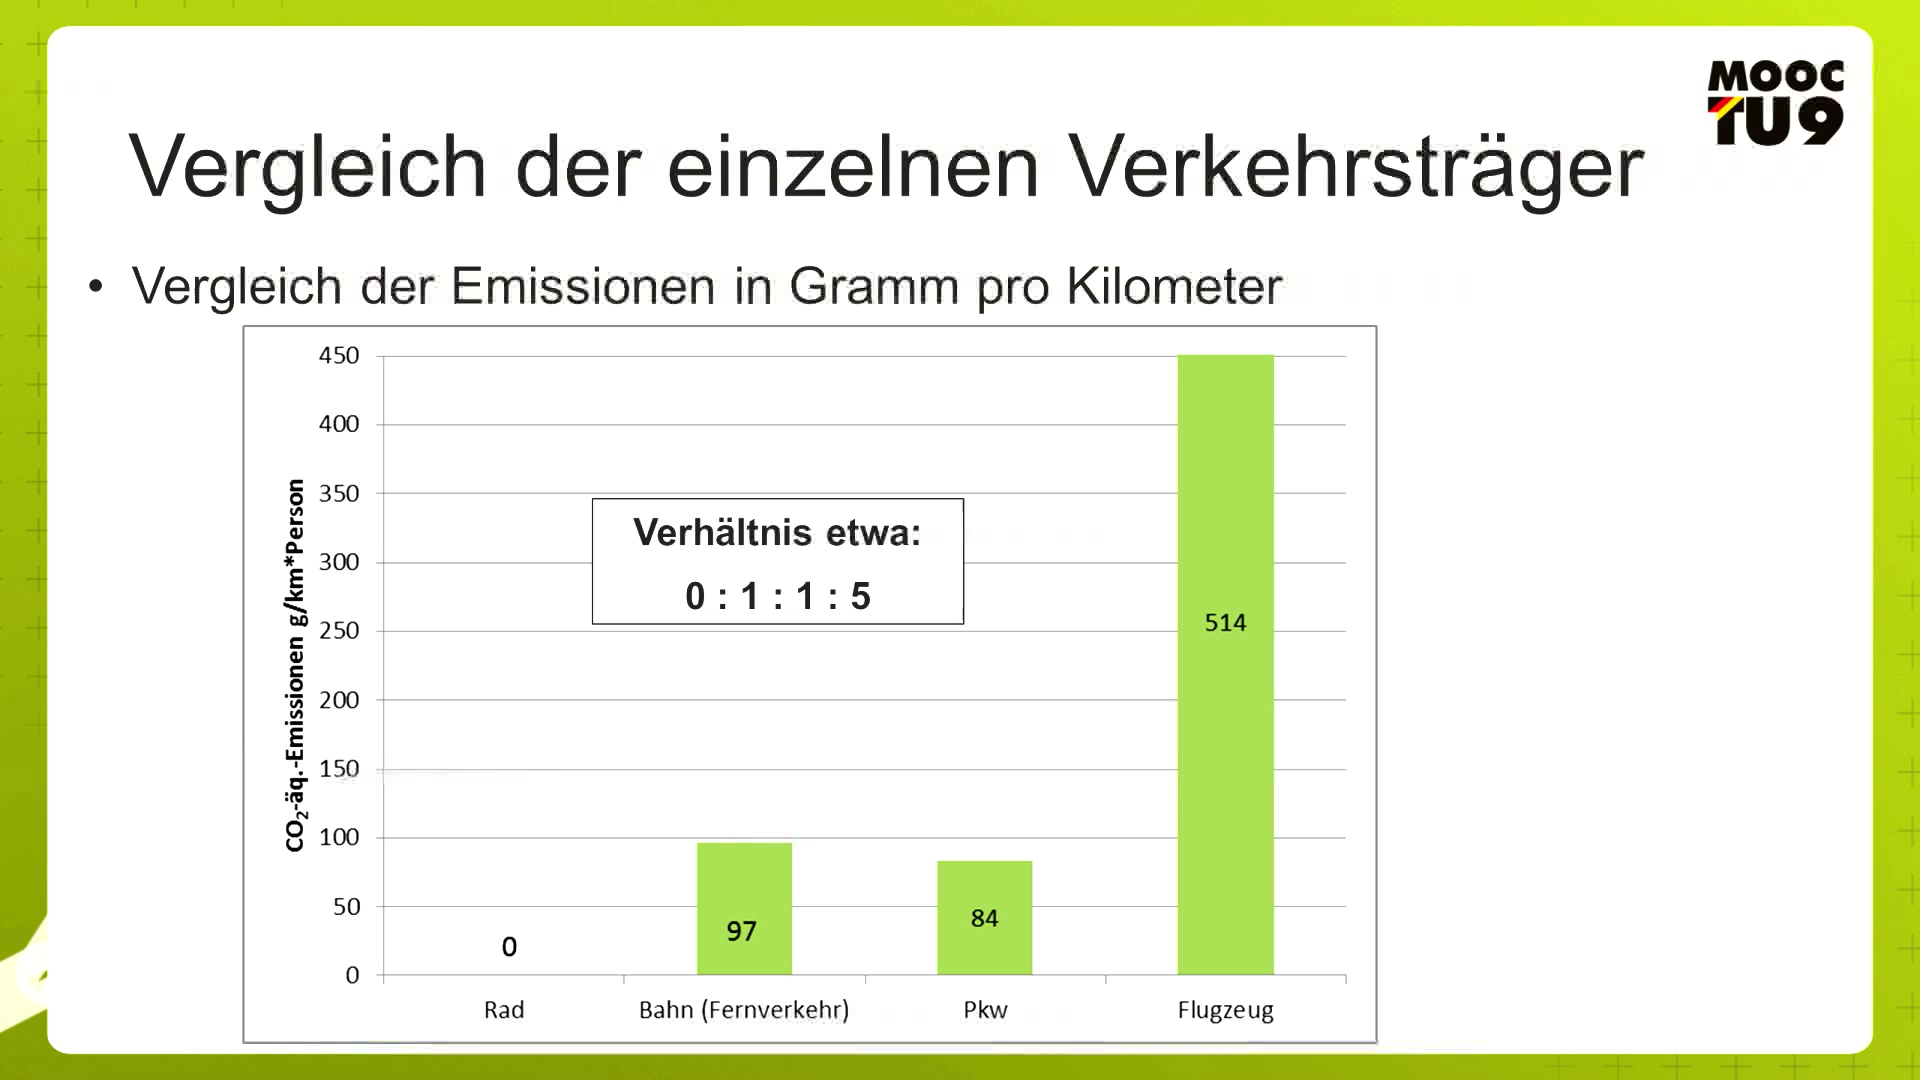 MOOC
TU9
Vergleich der einzelnen Verkehrsträger
• Vergleich der Emissionen in Gramm pro Kilometer
CO₂-äq.-Emissionen g/km*Person
450
400
350
300
250
200
150
100
50
0
Verhältnis etwa:
0 : 1 : 1 : 5
0
97
84
514
Rad
Bahn (Fernverkehr)
Pkw
Flugzeug